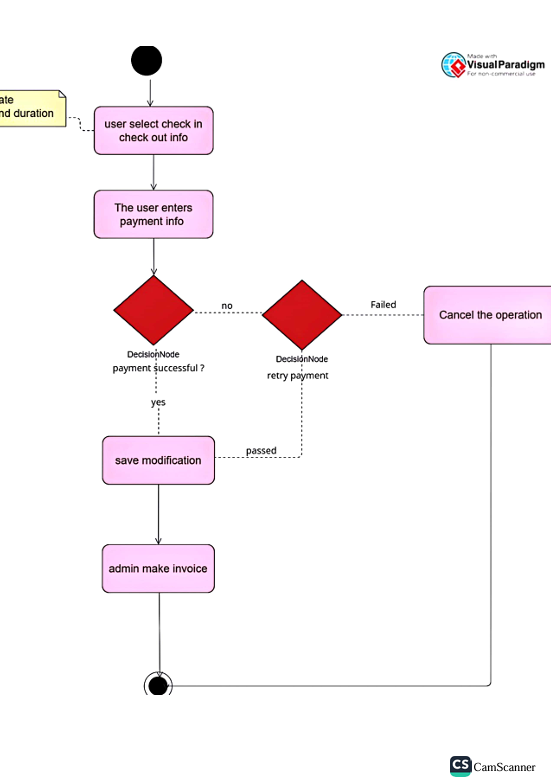 Made with
VisualParadigm
For non-commercial use
ate
nd duration
user select check in
check out info
The user enters
payment info
no
Failed
Cancel the operation
DecisionNode
payment successful ?
DecisionNode
retry payment
yes
passed
save modification
admin make invoice
CS CamScanner